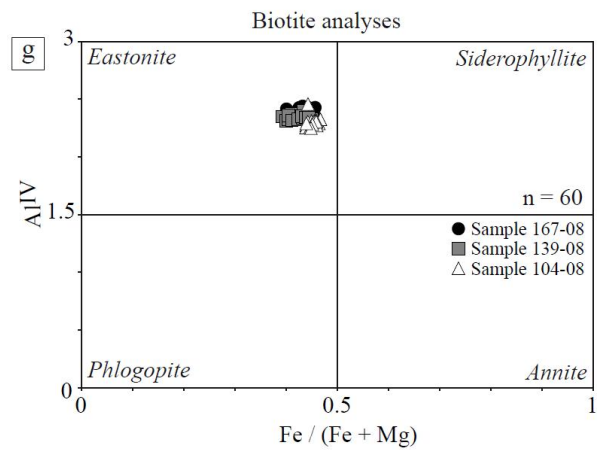 Biotite analyses
g
3
Eastonite
Siderophyllite
AlIV
n = 60
1.5
Sample 167-08
Sample 139-08
Sample 104-08
Phlogopite
Annite
0
0
0.5
1
Fe / (Fe + Mg)